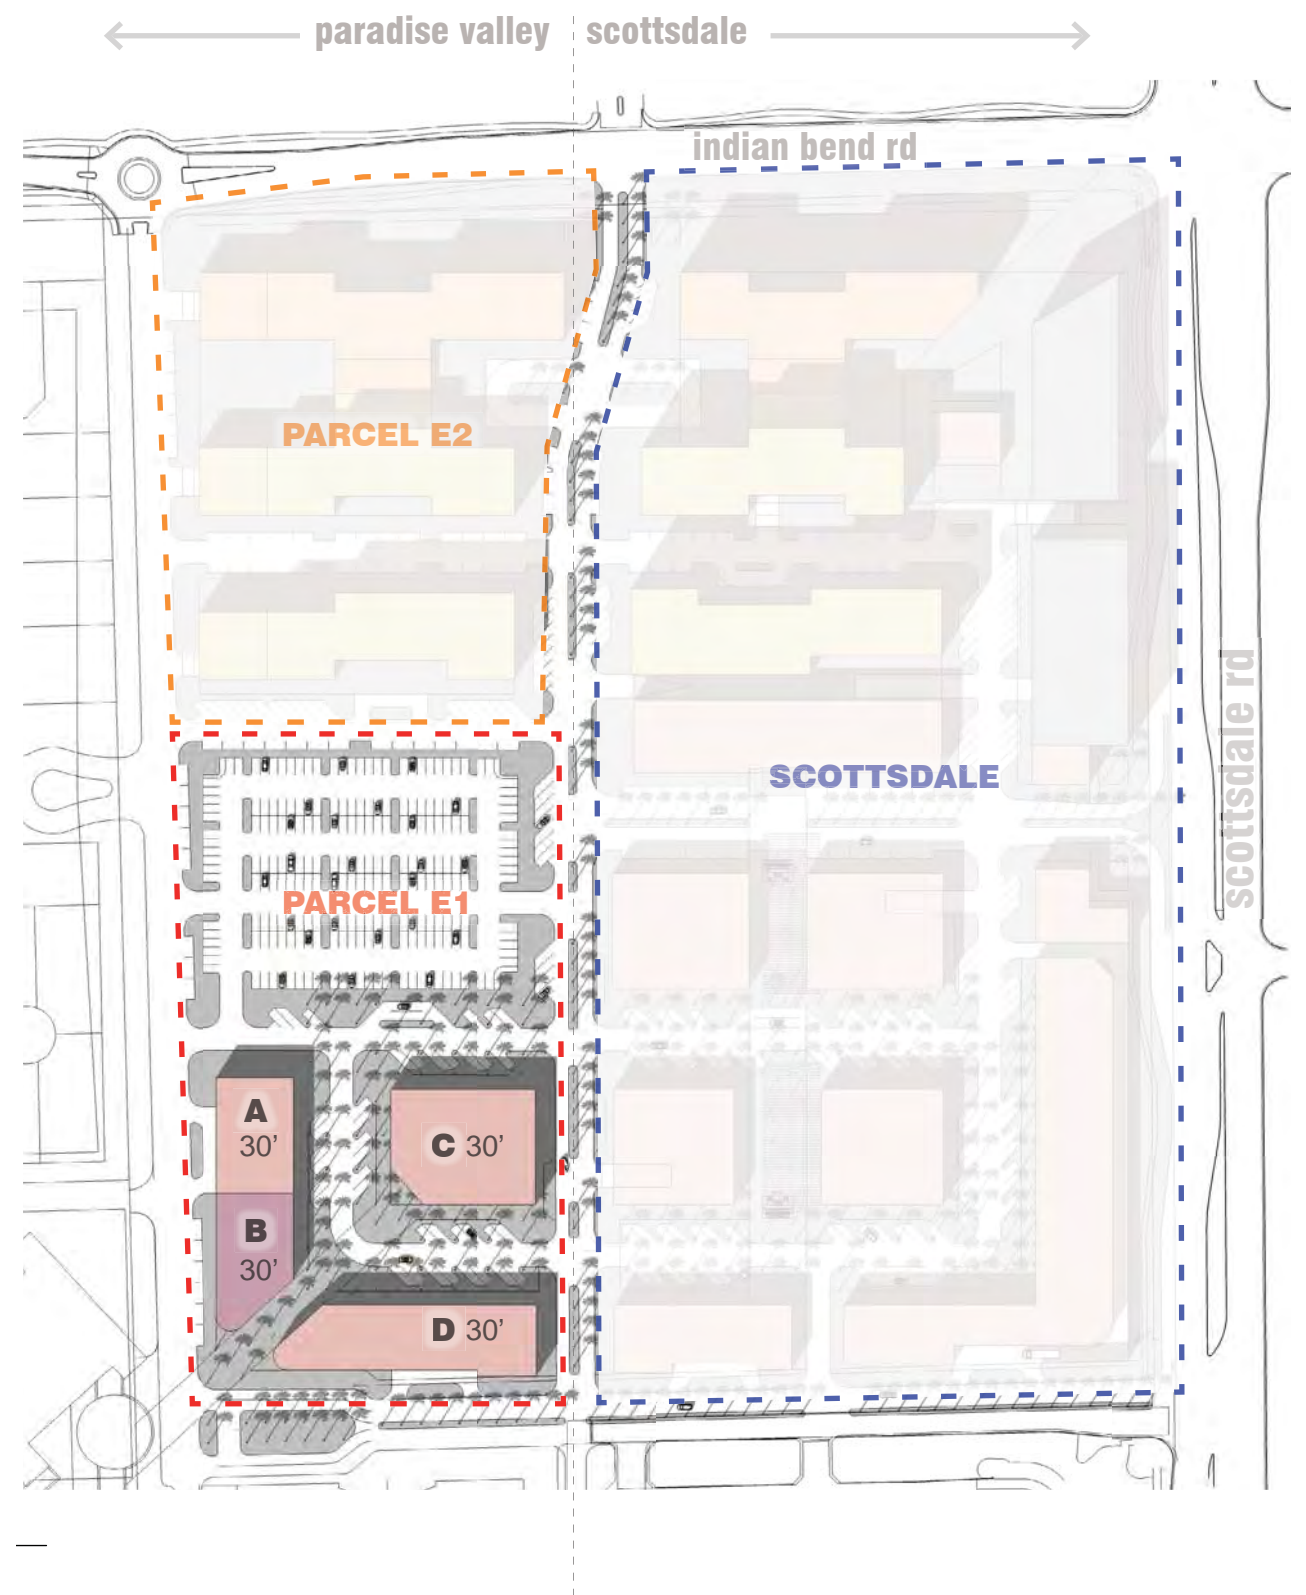 paradise valley
scottsdale
indian bend rd
PARCEL E2
scottsdale rd
SCOTTSDALE
PARCEL E1
A
30’
C 30’
B
30’
D 30’